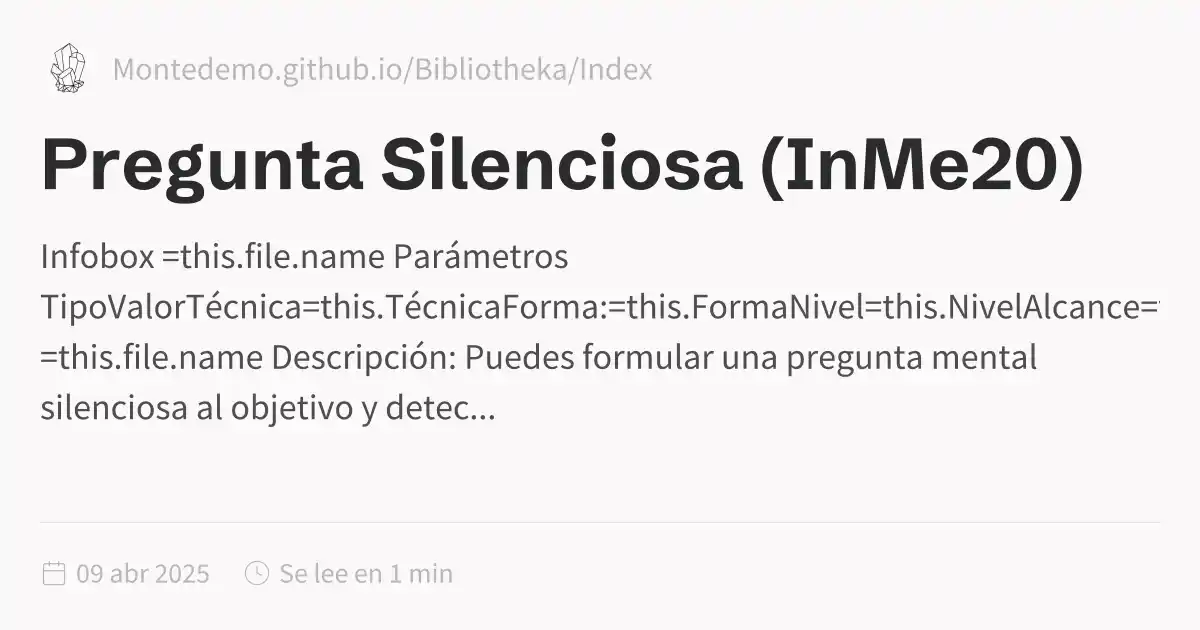 Montedemo.github.io/Bibliotheka/Index
Pregunta Silenciosa (InMe20)
Infobox =this.file.name Parámetros
TipoValorTécnica=this.TécnicaForma:=this.FormaNivel=this.NivelAlcance=
=this.file.name Descripción: Puedes formular una pregunta mental
silenciosa al objetivo y detec...
09 abr 2025 Se lee en 1 min